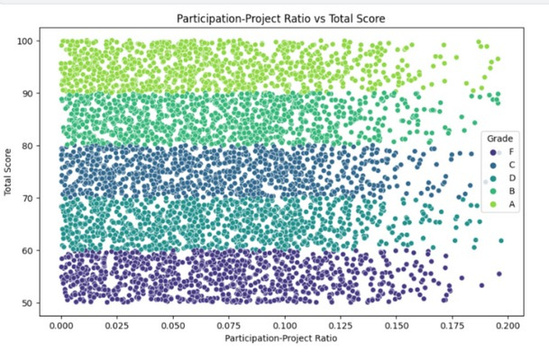 Participation-Project Ratio vs Total Score
100
90
80
70
60
50
Total Score
Grade
F
C
D
B
A
0.000
0.025
0.050
0.075
0.100
0.125
0.150
0.175
0.200
Participation-Project Ratio